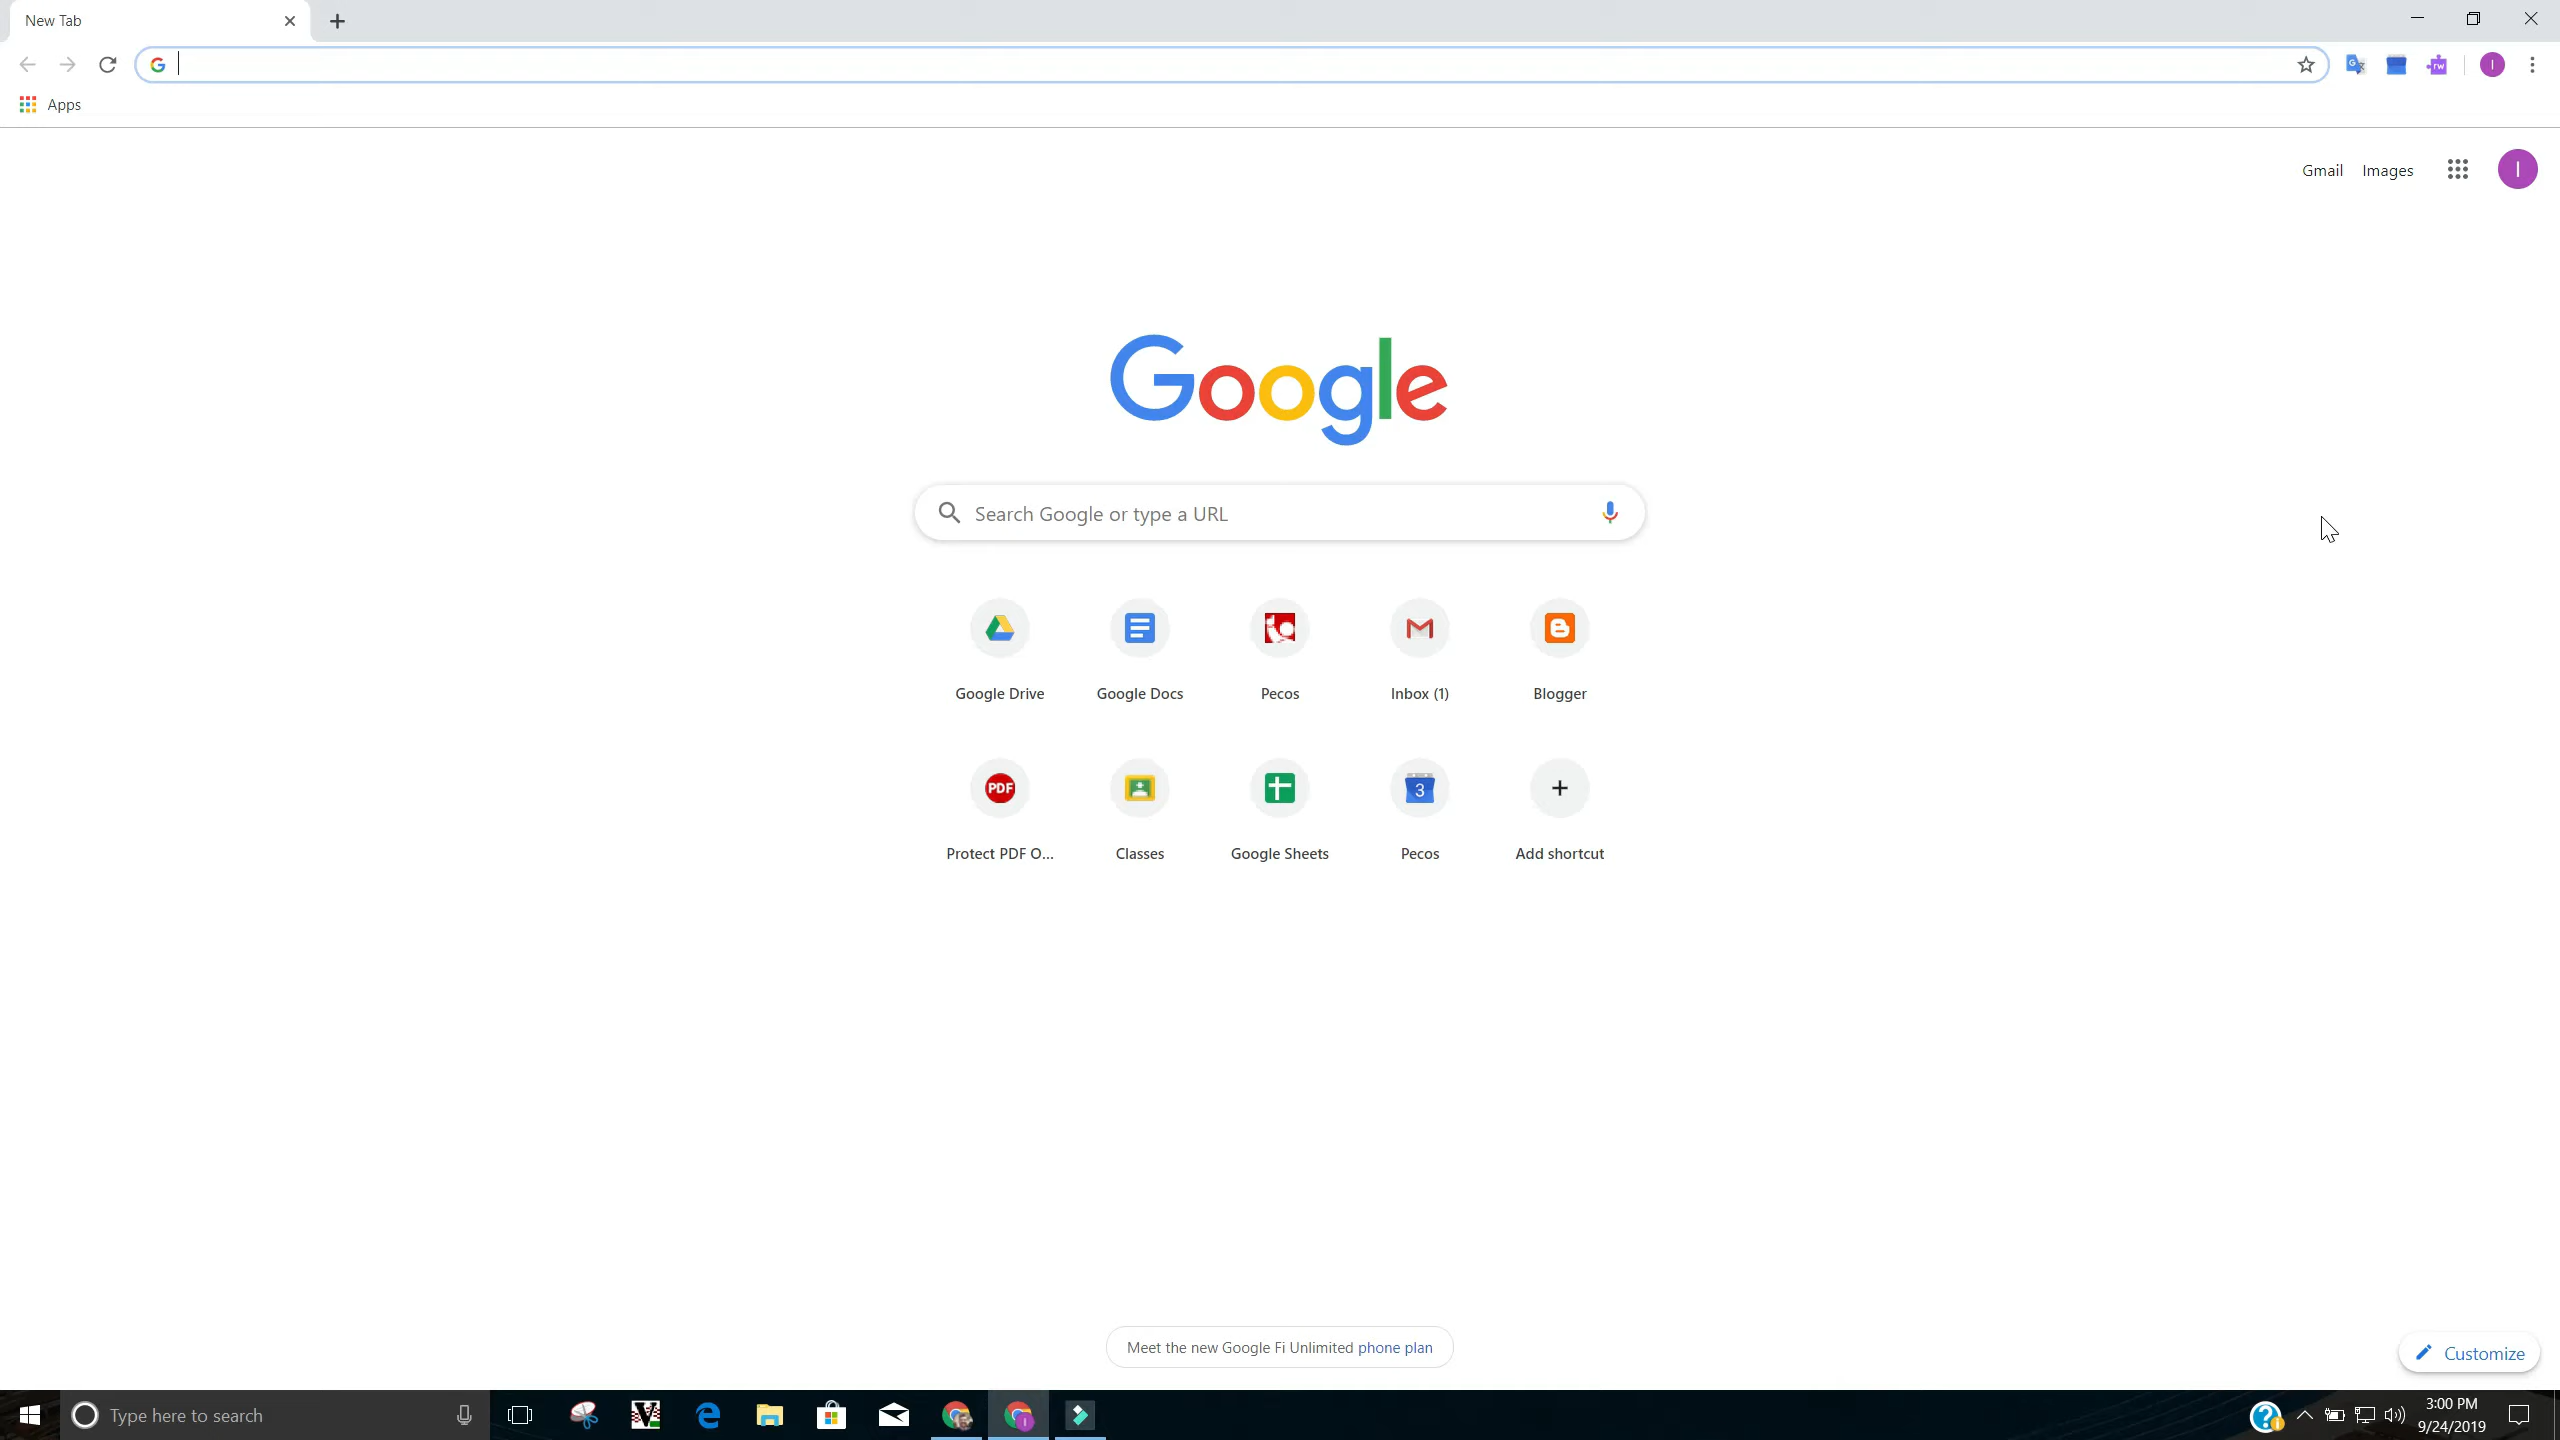 New Tab
Apps
Gmail Images
I
Google
Search Google or type a URL
Google Drive Google Docs Pecos Inbox (1) Blogger
PDF 3
Protect PDF O... Classes Google Sheets Pecos Add shortcut
Meet the new Google Fi Unlimited phone plan
Customize
Type here to search
3:00 PM
9/24/2019